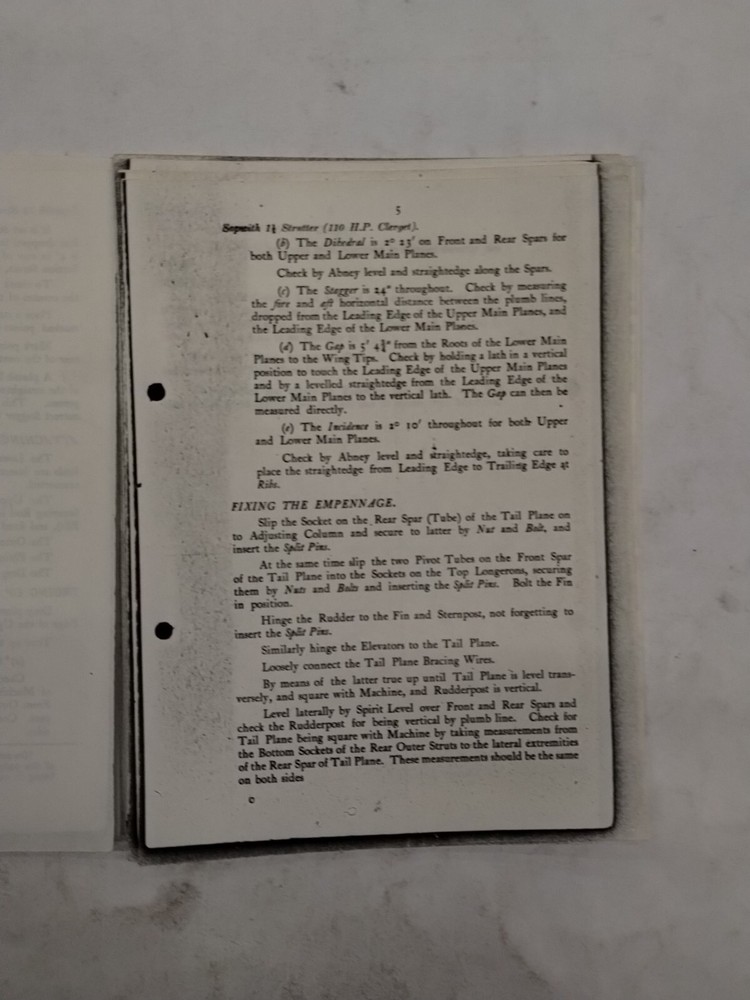 5
Sopwith 1½ Strutter (110 H.P. Clerget).
(b) The Dihedral is 2° 23′ on Front and Rear Spars for
both Upper and Lower Main Planes.
Check by Abney level and straightedge along the Spars.
(c) The Stagger is 24″ throughout. Check by measuring
the fore and aft horizontal distance between the plumb lines,
dropped from the Leading Edge of the Upper Main Planes, and
the Leading Edge of the Lower Main Planes.
(d) The Gap is 5′ 4¾″ from the Roots of the Lower Main
Planes to the Wing Tips. Check by holding a lath in a vertical
position to touch the Leading Edge of the Upper Main Planes
and by a levelled straightedge from the Leading Edge of the
Lower Main Planes to the vertical lath. The Gap can then be
measured directly.
(e) The Incidence is 2° 10′ throughout for both Upper
and Lower Main Planes.
Check by Abney level and straightedge, taking care to
place the straightedge from Leading Edge to Trailing Edge at
Ribs.
FIXING THE EMPENNAGE.
Slip the Socket on the Rear Spar (Tube) of the Tail Plane on
to Adjusting Column and secure to latter by Nut and Bolt, and
insert the Split Pins.
At the same time slip the two Pivot Tubes on the Front Spar
of the Tail Plane into the Sockets on the Top Longerons, securing
them by Nuts and Bolts and inserting the Split Pins. Bolt the Fin
in position.
Hinge the Rudder to the Fin and Sternpost, not forgetting to
insert the Split Pins.
Similarly hinge the Elevators to the Tail Plane.
Loosely connect the Tail Plane Bracing Wires.
By means of the latter true up until Tail Plane is level trans-
versely, and square with Machine, and Rudderpost is vertical.
Level laterally by Spirit Level over Front and Rear Spars and
check the Rudderpost for being vertical by plumb line. Check for
Tail Plane being square with Machine by taking measurements from
the Bottom Sockets of the Rear Outer Struts to the lateral extremities
of the Rear Spar of Tail Plane. These measurements should be the same
on both sides